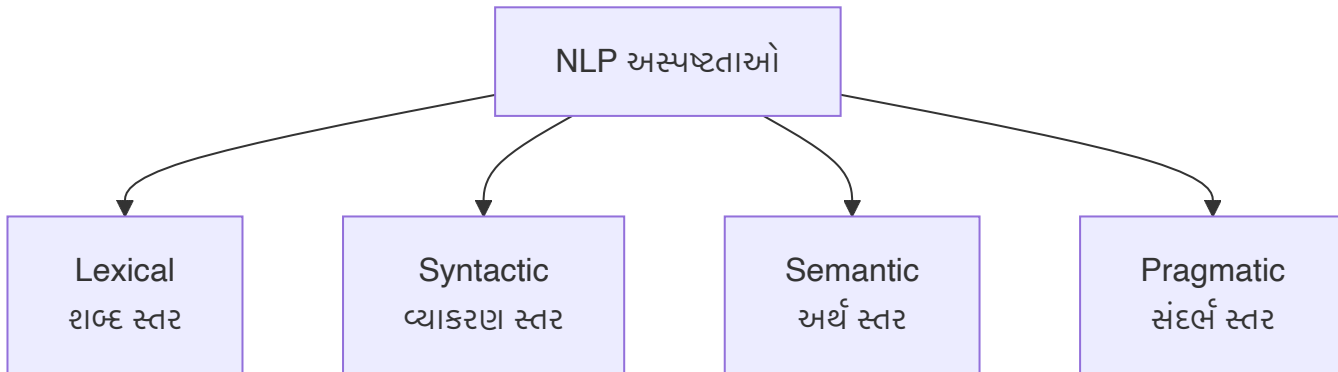 NLP અસ્પષ્ટતાઓ
Lexical
શબ્દ સ્તર
Syntactic
વ્યાકરણ સ્તર
Semantic
અર્થ સ્તર
Pragmatic
સંદર્ભ સ્તર